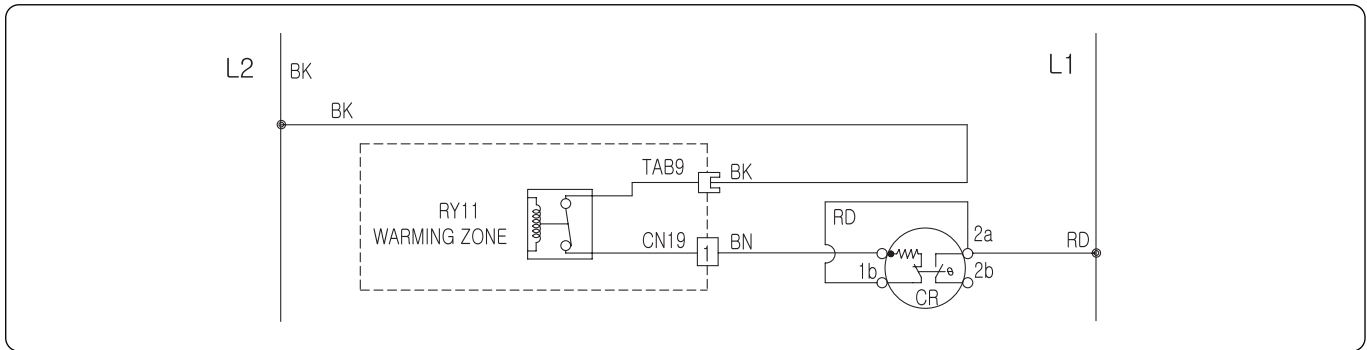 L2
BK
L1
BK
TAB9
BK
RY11
WARMING ZONE
RD
2a
RD
CN19
1
BN
1b
θ
2b
CR